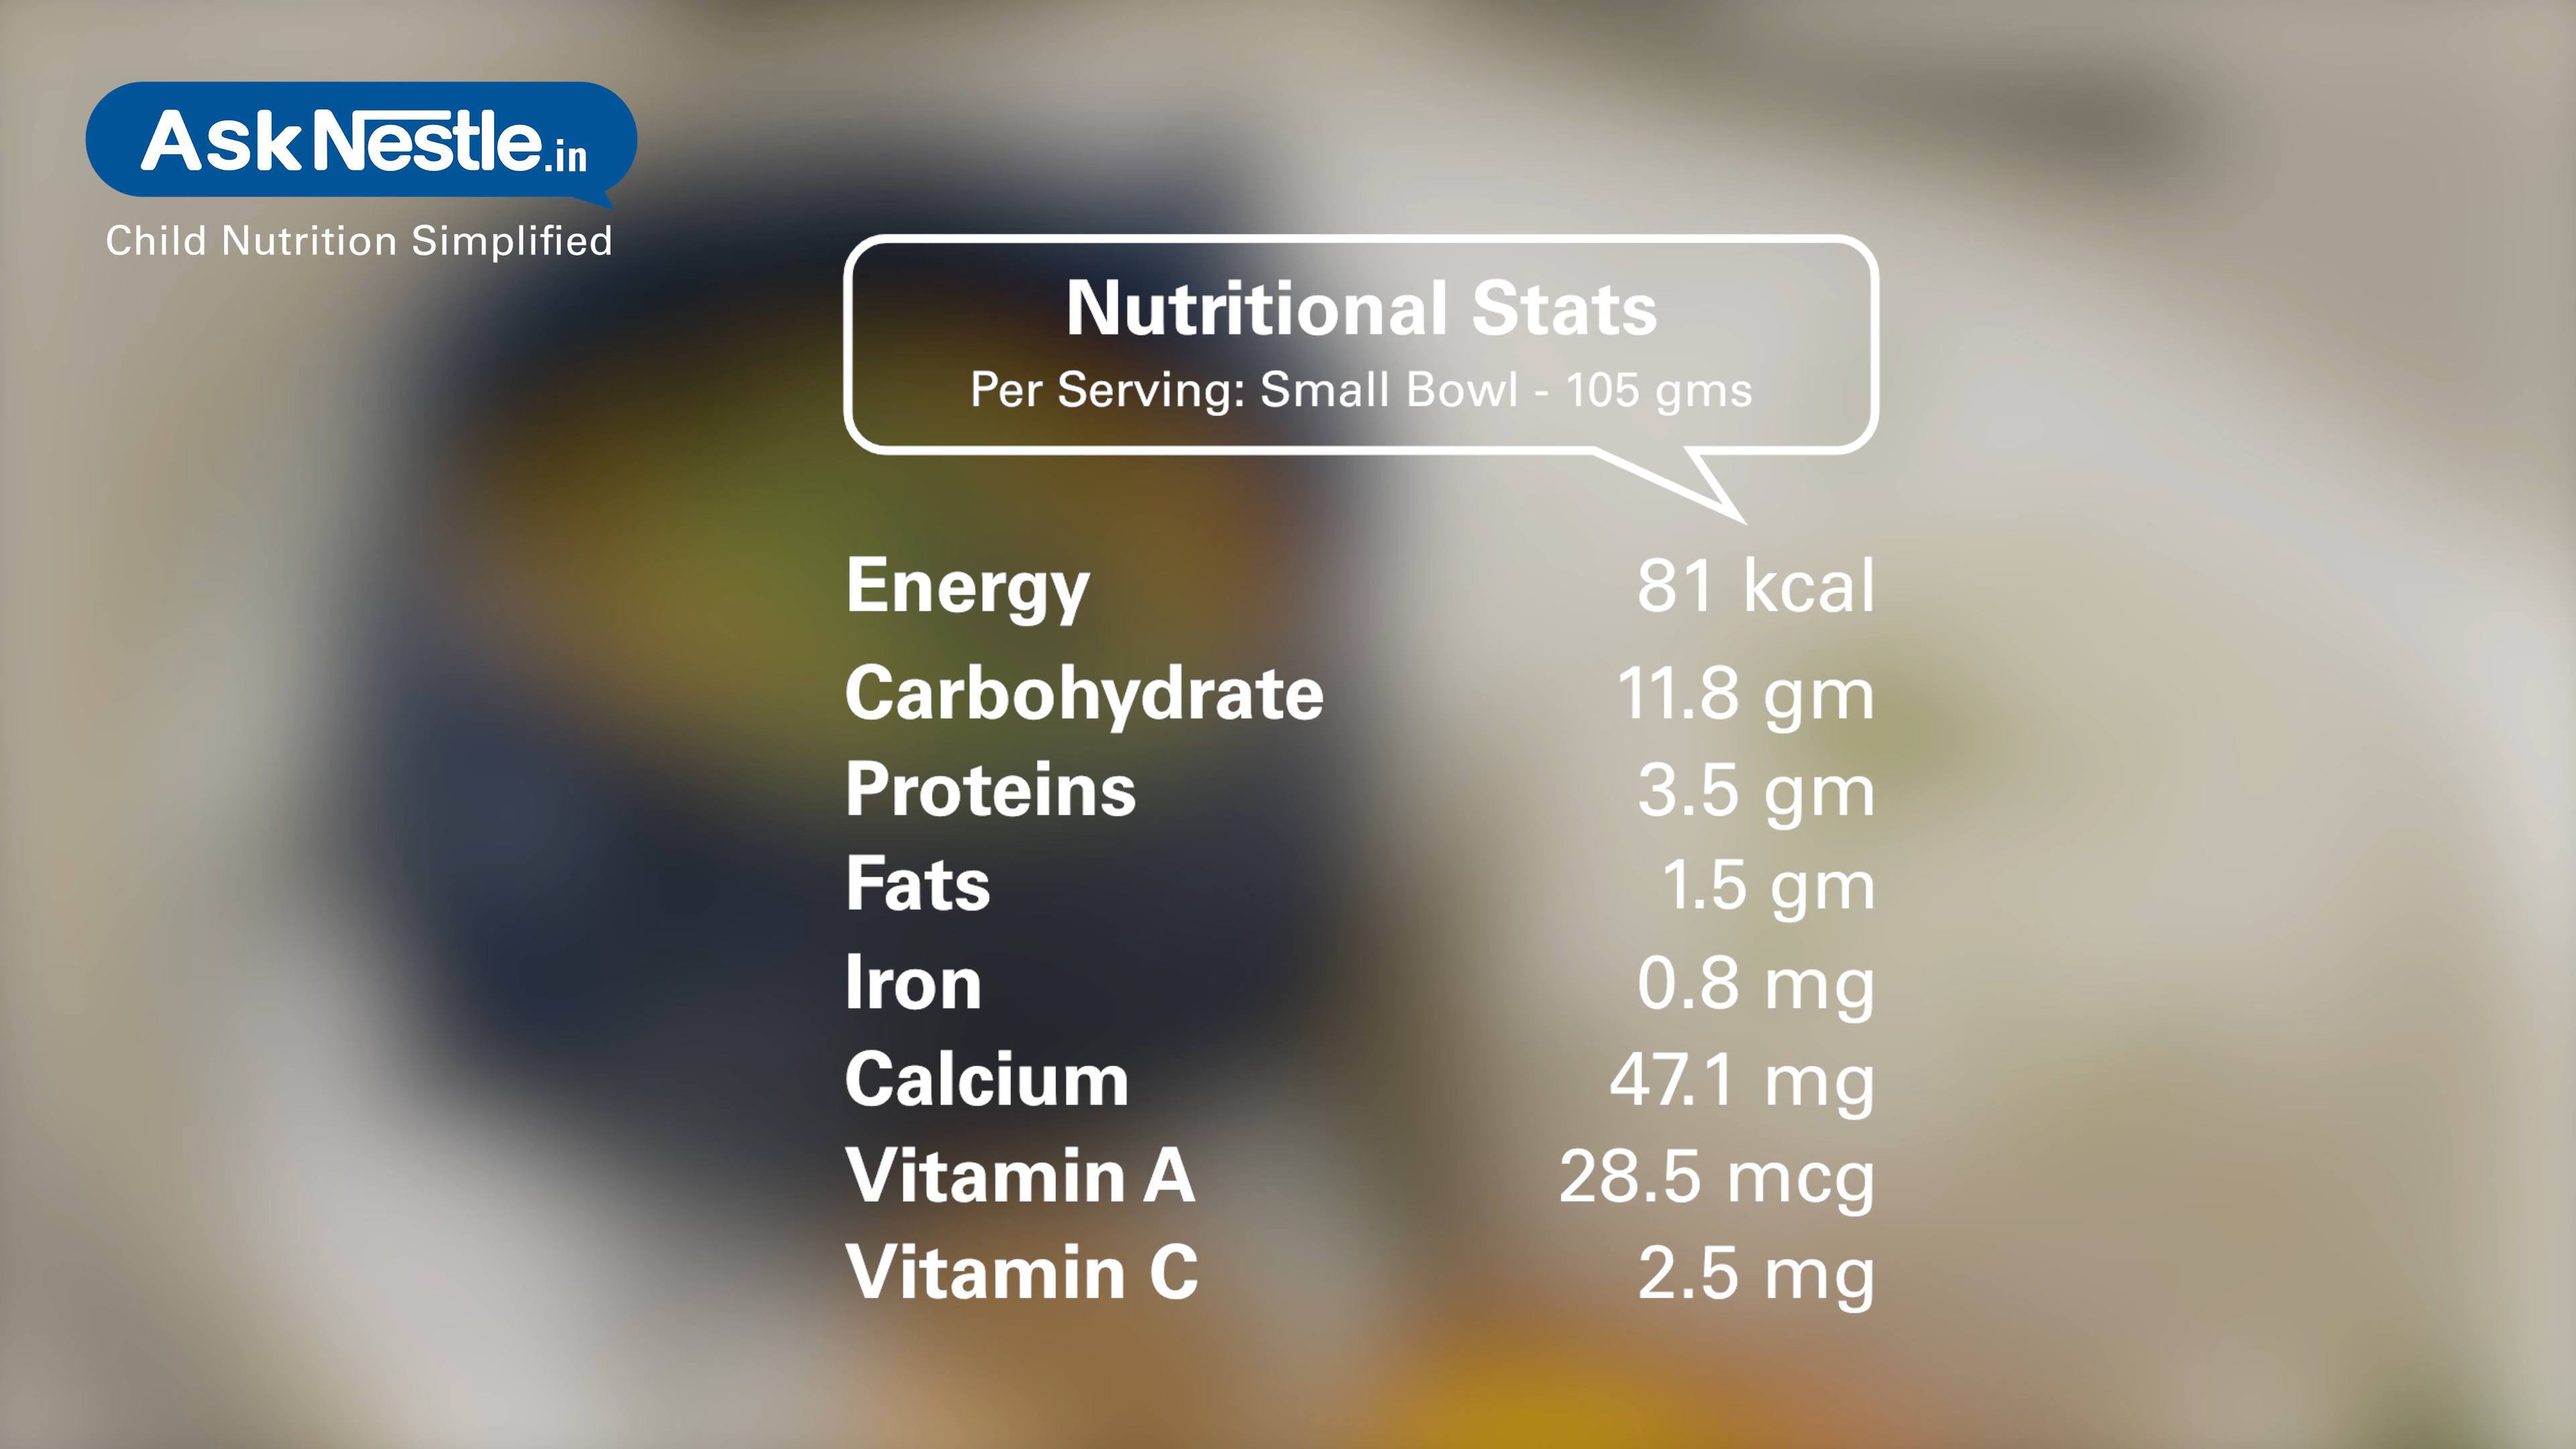 AskNestle.in
Child Nutrition Simplified
Nutritional Stats
Per Serving: Small Bowl - 105 gms
Energy 81 kcal
Carbohydrate 11.8 gm
Proteins 3.5 gm
Fats 1.5 gm
Iron 0.8 mg
Calcium 47.1 mg
Vitamin A 28.5 mcg
Vitamin C 2.5 mg